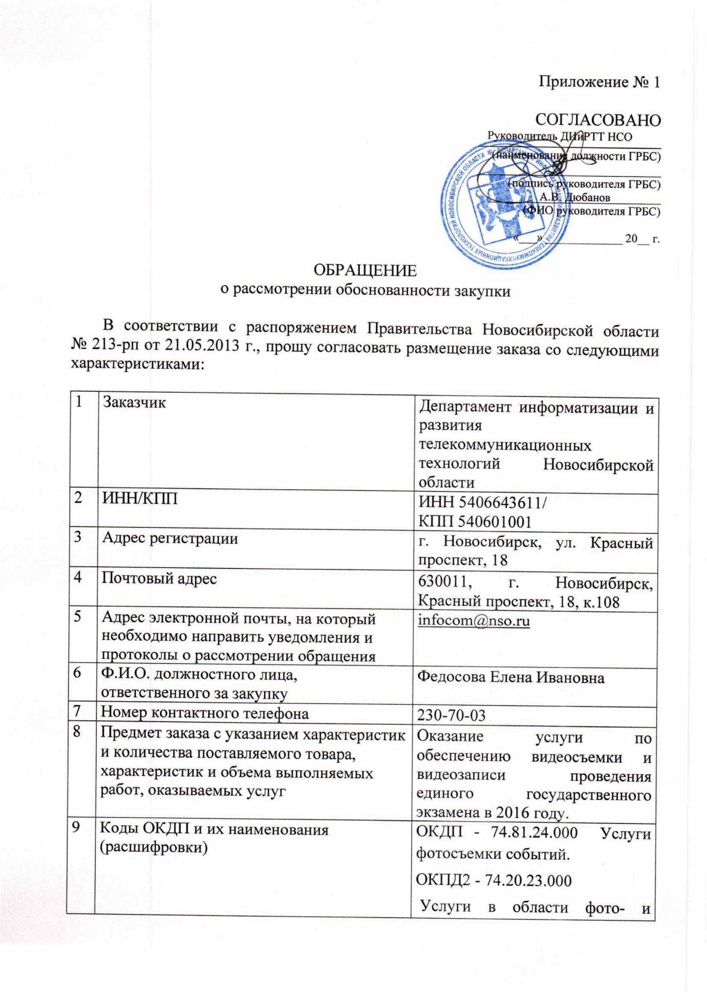 Приложение № 1
СОГЛАСОВАНО
Руководитель ДИиРТТ НСО
(наименование должности ГРБС)
(подпись руководителя ГРБС)
А.В. Дюбанов
(ФИО руководителя ГРБС)
«___»_____________ 20__ г.
ДЕПАРТАМЕНТ ИНФОРМАТИЗАЦИИ И РАЗВИТИЯ ТЕЛЕКОММУНИКАЦИОННЫХ ТЕХНОЛОГИЙ НОВОСИБИРСКОЙ ОБЛАСТИ *
ОБРАЩЕНИЕ
о рассмотрении обоснованности закупки
В соответствии с распоряжением Правительства Новосибирской области
№ 213-рп от 21.05.2013 г., прошу согласовать размещение заказа со следующими
характеристиками:
1 Заказчик
Департамент информатизации и
развития
телекоммуникационных
технологий Новосибирской
области
2 ИНН/КПП
ИНН 5406643611/
КПП 540601001
3 Адрес регистрации
г. Новосибирск, ул. Красный
проспект, 18
4 Почтовый адрес
630011, г. Новосибирск,
Красный проспект, 18, к.108
5 Адрес электронной почты, на который
необходимо направить уведомления и
протоколы о рассмотрении обращения
infocom@nso.ru
6 Ф.И.О. должностного лица,
ответственного за закупку
Федосова Елена Ивановна
7 Номер контактного телефона
230-70-03
8 Предмет заказа с указанием характеристик
и количества поставляемого товара,
характеристик и объема выполняемых
работ, оказываемых услуг
Оказание услуги по
обеспечению видеосъемки и
видеозаписи проведения
единого государственного
экзамена в 2016 году.
9 Коды ОКДП и их наименования
(расшифровки)
ОКДП - 74.81.24.000 Услуги
фотосъемки событий.
ОКПД2 - 74.20.23.000
Услуги в области фото- и